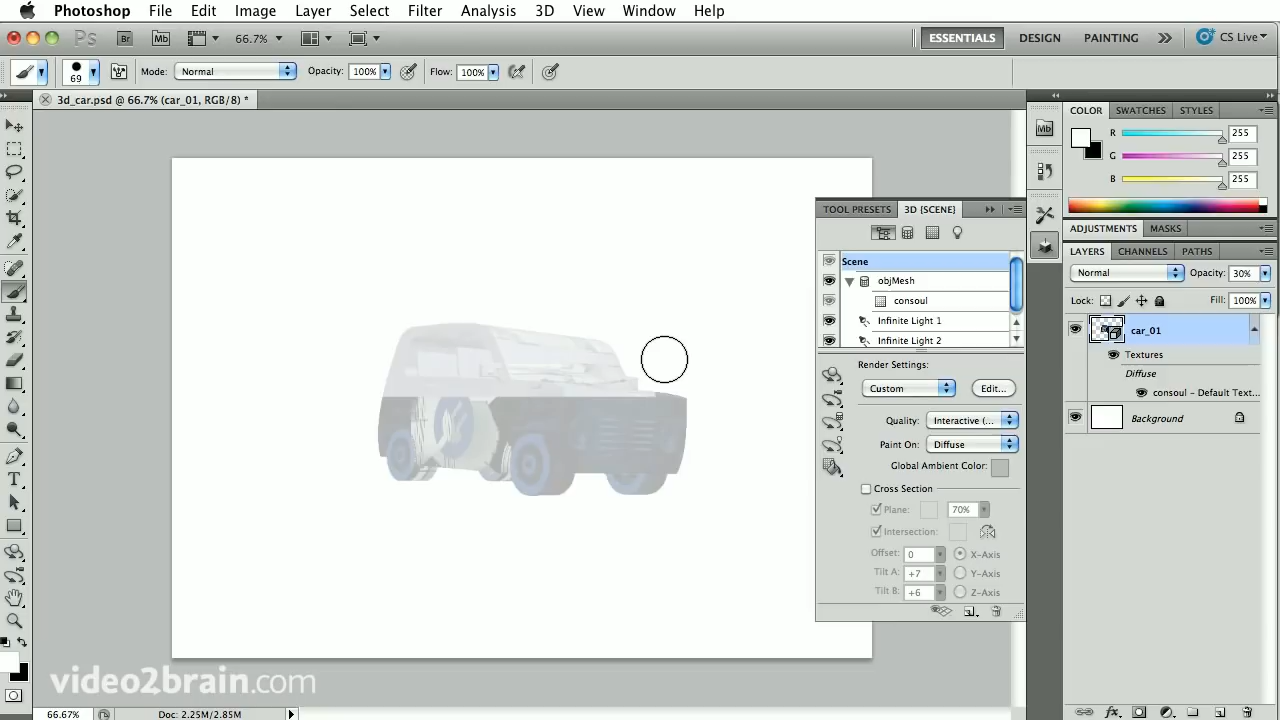 Photoshop File Edit Image Layer Select Filter Analysis 3D View Window Help
Ps Br Mb 66.7% ESSENTIALS DESIGN PAINTING CS Live
69 Mode: Normal Opacity: 100% Flow: 100%
3d_car.psd @ 66.7% (car_01, RGB/8) *
COLOR SWATCHES STYLES
Mb
R 255
G 255
B 255
ADJUSTMENTS MASKS
LAYERS CHANNELS PATHS
Normal Opacity: 30%
Lock: Fill: 100%
car_01
Textures
Diffuse
consoul - Default Text...
Background
TOOL PRESETS 3D {SCENE}
Scene
objMesh
consoul
Infinite Light 1
Infinite Light 2
Render Settings:
Custom Edit...
Quality: Interactive (...
Paint On: Diffuse
Global Ambient Color:
Cross Section
Plane: 70%
Intersection:
Offset: 0 X-Axis
Tilt A: +7 Y-Axis
Tilt B: +6 Z-Axis
T
video2brain.com
66.67% Doc: 2.25M/2.85M
fx